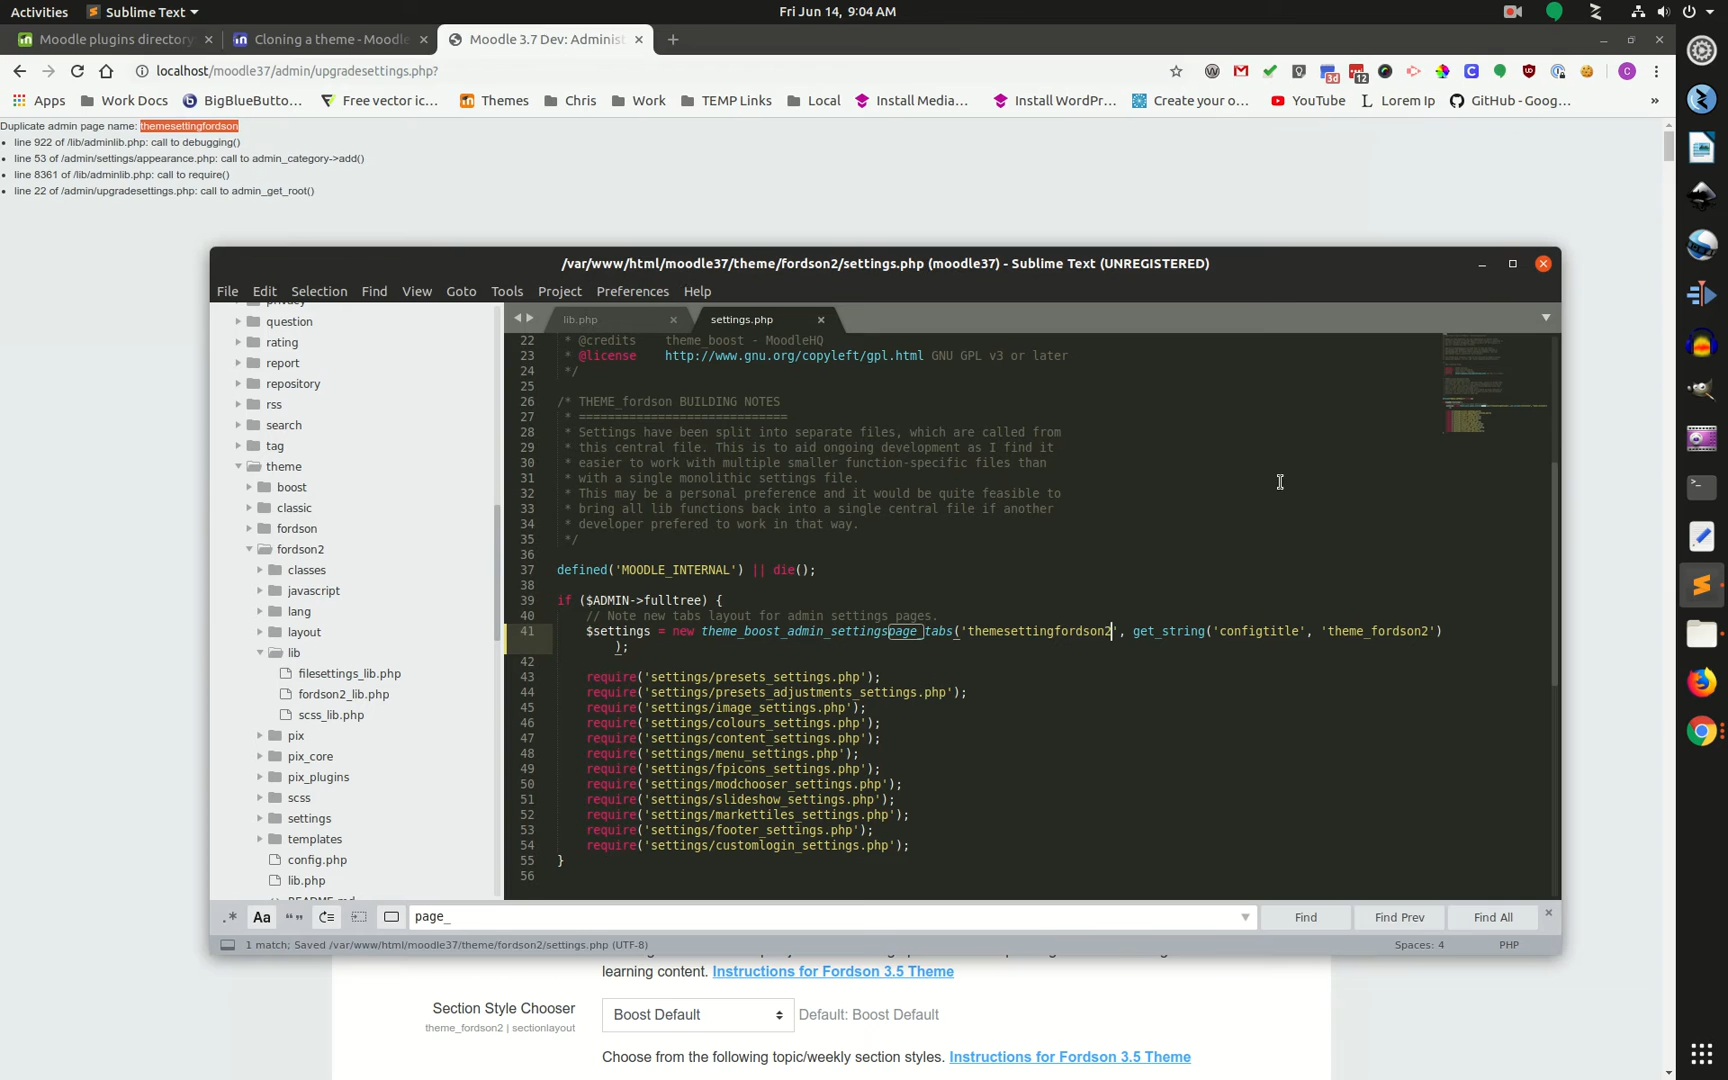 Activities
Sublime Text
Fri Jun 14, 9:04 AM
Moodle plugins directory
Cloning a theme - Moodle
Moodle 3.7 Dev: Administ
localhost/moodle37/admin/upgradesettings.php?
3d
12
C
Apps
Work Docs
BigBlueButto...
Free vector ic...
Themes
Chris
Work
TEMP Links
Local
Install Media...
Install WordPr...
Create your o...
YouTube
Lorem Ip
GitHub - Goog...
»
Duplicate admin page name: themesettingfordson
• line 922 of /lib/adminlib.php: call to debugging()
• line 53 of /admin/settings/appearance.php: call to admin_category->add()
• line 8361 of /lib/adminlib.php: call to require()
• line 22 of /admin/upgradesettings.php: call to admin_get_root()
/var/www/html/moodle37/theme/fordson2/settings.php (moodle37) - Sublime Text (UNREGISTERED)
File Edit Selection Find View Goto Tools Project Preferences Help
privacy
question
rating
report
repository
rss
search
tag
theme
boost
classic
fordson
fordson2
classes
javascript
lang
layout
lib
filesettings_lib.php
fordson2_lib.php
scss_lib.php
pix
pix_core
pix_plugins
scss
settings
templates
config.php
lib.php
README.md
lib.php
settings.php
22 * @credits theme_boost - MoodleHQ
23 * @license http://www.gnu.org/copyleft/gpl.html GNU GPL v3 or later
24 */
25
26 /* THEME_fordson BUILDING NOTES
27 * =============================
28 * Settings have been split into separate files, which are called from
29 * this central file. This is to aid ongoing development as I find it
30 * easier to work with multiple smaller function-specific files than
31 * with a single monolithic settings file.
32 * This may be a personal preference and it would be quite feasible to
33 * bring all lib functions back into a single central file if another
34 * developer prefered to work in that way.
35 */
36
37 defined('MOODLE_INTERNAL') || die();
38
39 if ($ADMIN->fulltree) {
40 // Note new tabs layout for admin settings pages.
41 $settings = new theme_boost_admin_settingspage_tabs('themesettingfordson2', get_string('configtitle', 'theme_fordson2')
);
42
43 require('settings/presets_settings.php');
44 require('settings/presets_adjustments_settings.php');
45 require('settings/image_settings.php');
46 require('settings/colours_settings.php');
47 require('settings/content_settings.php');
48 require('settings/menu_settings.php');
49 require('settings/fpicons_settings.php');
50 require('settings/modchooser_settings.php');
51 require('settings/slideshow_settings.php');
52 require('settings/markettiles_settings.php');
53 require('settings/footer_settings.php');
54 require('settings/customlogin_settings.php');
55 }
56
.* Aa “”
page_
Find
Find Prev
Find All
1 match; Saved /var/www/html/moodle37/theme/fordson2/settings.php (UTF-8)
Spaces: 4
PHP
learning content. Instructions for Fordson 3.5 Theme
Section Style Chooser
theme_fordson2 | sectionlayout
Boost Default
Default: Boost Default
Choose from the following topic/weekly section styles. Instructions for Fordson 3.5 Theme